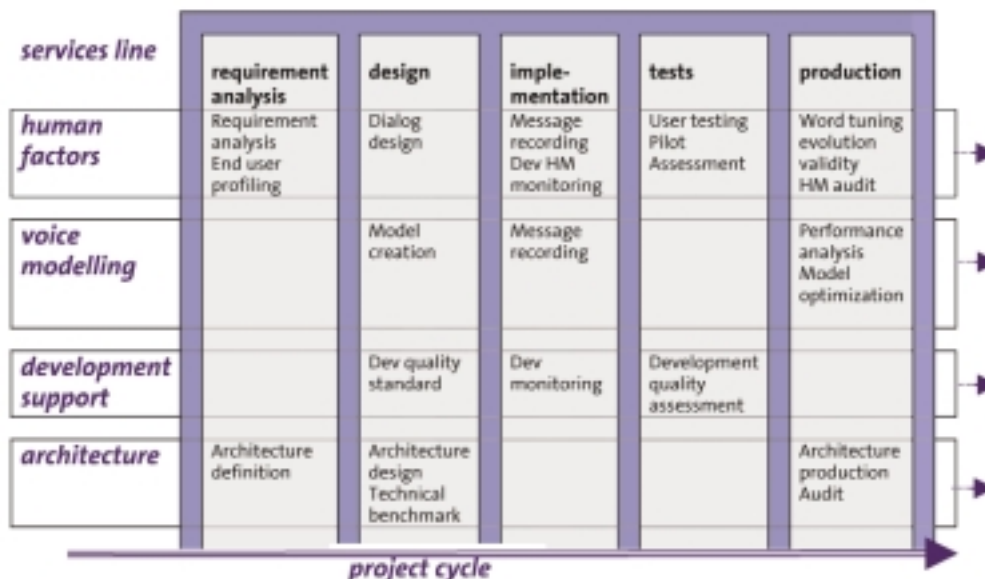 services line
requirement
analysis
design
imple-
mentation
tests
production
human
factors
Requirement
analysis
End user
profiling
Dialog
design
Message
recording
Dev HM
monitoring
User testing
Pilot
Assessment
Word tuning
evolution
validity
HM audit
voice
modelling
Model
creation
Message
recording
Performance
analysis
Model
optimization
development
support
Dev quality
standard
Dev
monitoring
Development
quality
assessment
architecture
Architecture
definition
Architecture
design
Technical
benchmark
Architecture
production
Audit
project cycle